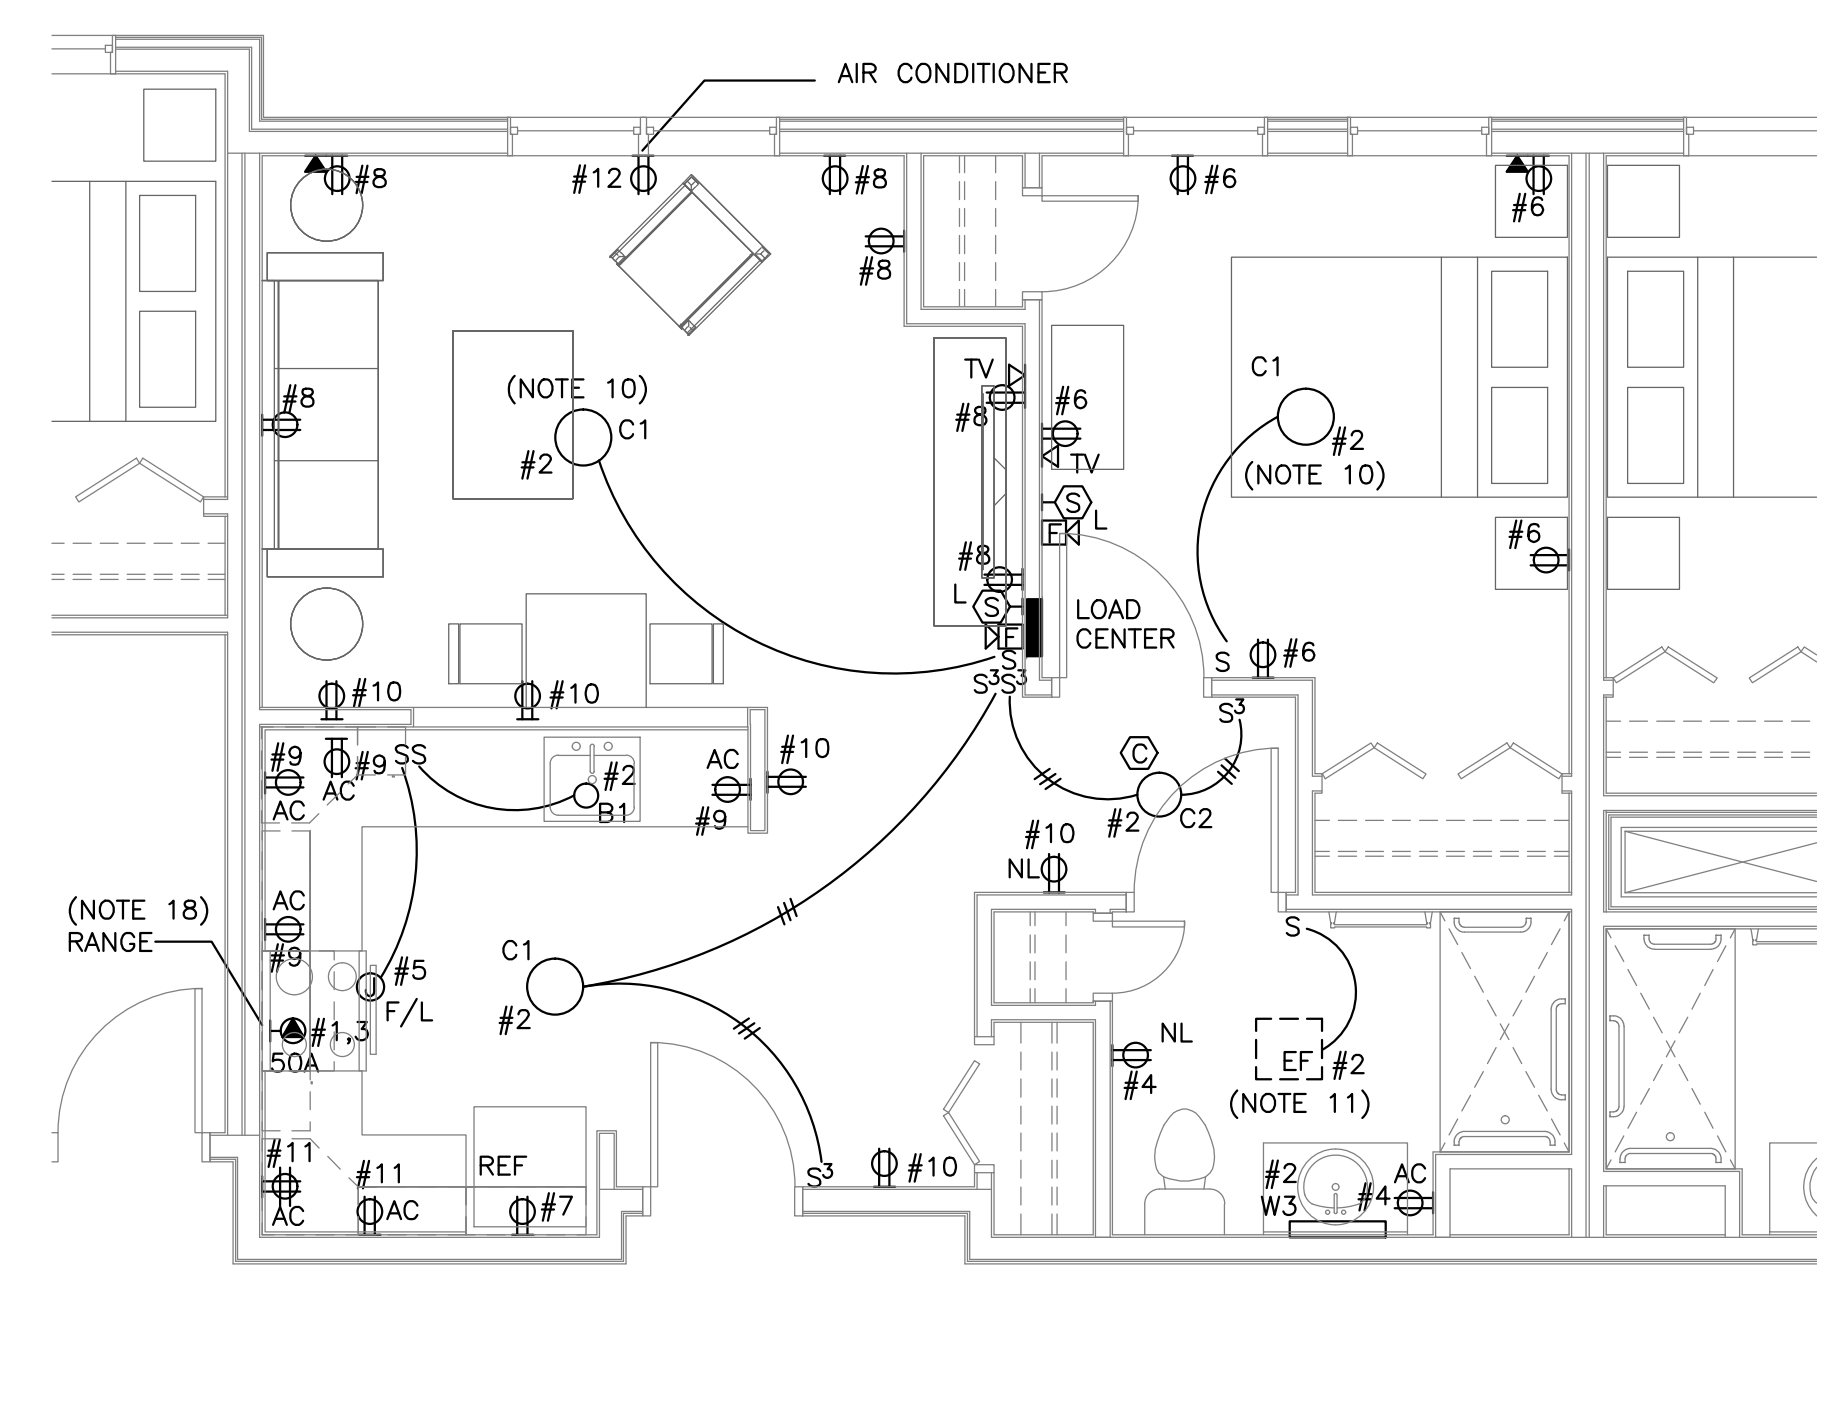 AIR CONDITIONER
#8
#12
#8
#6
#6
#8
TV
C1
(NOTE 10)
#8
#8
#6
C1
#2
#2
TV
(NOTE 10)
S
L
F
#8
#6
L
S
LOAD
CENTER
F
S
S3
S3
S
#6
#10
#10
S3
#9
#9
SS
AC
#10
C
AC
AC
#2
B1
#9
#2
C2
#10
NL
AC
(NOTE 18)
RANGE
#9
C1
S
#5
J
F/L
#2
#1,3
50A
NL
EF
#2
#4
(NOTE 11)
#11
#11
REF
S3
#10
#2
AC
#4
W3
AC
AC
#7